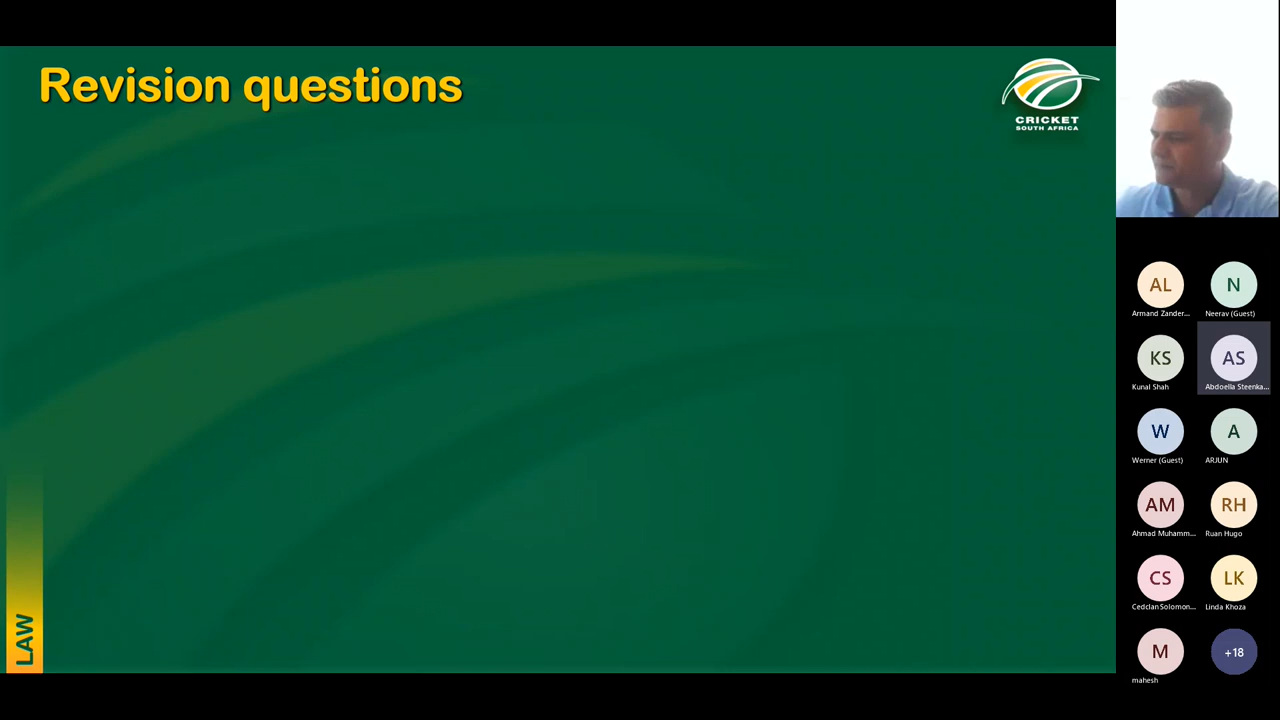 Revision questions
CRICKET
SOUTH AFRICA
LAW
AL
Armand Zander...
N
Neerav (Guest)
KS
Kunal Shah
AS
Abdoella Steenka...
W
Werner (Guest)
A
ARJUN
AM
Ahmad Muhamm...
RH
Ruan Hugo
CS
Cedclan Solomon...
LK
Linda Khoza
M
mahesh
+18